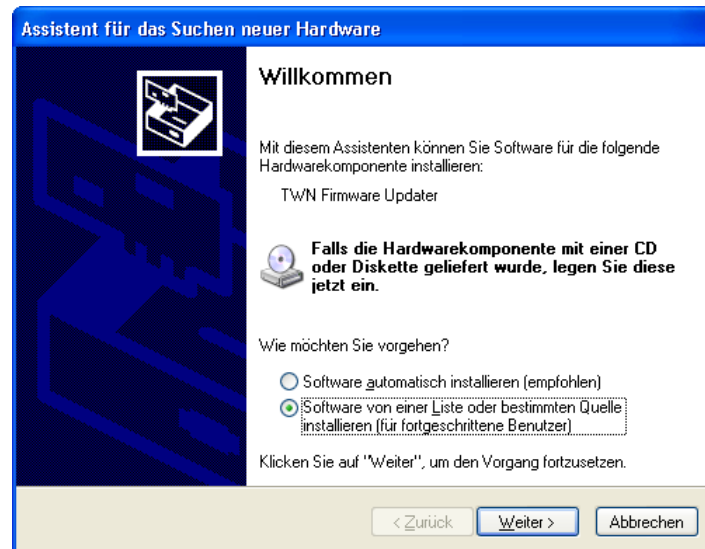 Assistent für das Suchen neuer Hardware
Willkommen
Mit diesem Assistenten können Sie Software für die folgende
Hardwarekomponente installieren:
TWN Firmware Updater
Falls die Hardwarekomponente mit einer CD
oder Diskette geliefert wurde, legen Sie diese
jetzt ein.
Wie möchten Sie vorgehen?
Software automatisch installieren (empfohlen)
Software von einer Liste oder bestimmten Quelle
installieren (für fortgeschrittene Benutzer)
Klicken Sie auf "Weiter", um den Vorgang fortzusetzen.
< Zurück Weiter > Abbrechen